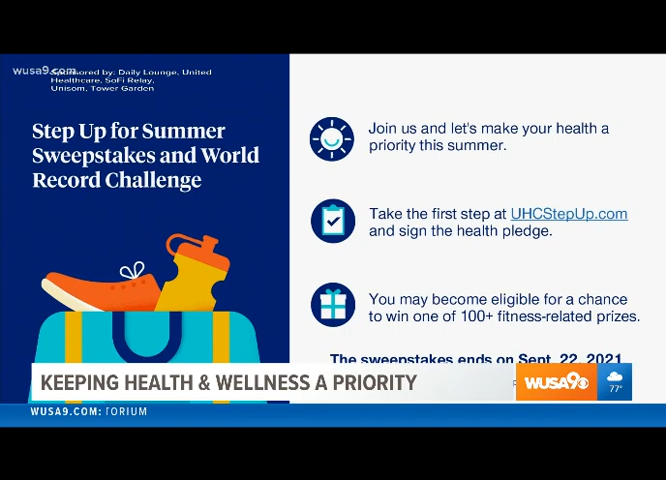 wusa9.com
Sponsored by: Daily Lounge, United
Healthcare, SoFi Relay,
Unisom, Tower Garden
Step Up for Summer
Sweepstakes and World
Record Challenge
Join us and let's make your health a
priority this summer.
Take the first step at UHCStepUp.com
and sign the health pledge.
You may become eligible for a chance
to win one of 100+ fitness-related prizes.
The sweepstakes ends on Sept. 22, 2021
KEEPING HEALTH & WELLNESS A PRIORITY
WUSA9
77°
WUSA9.COM: TORIUM